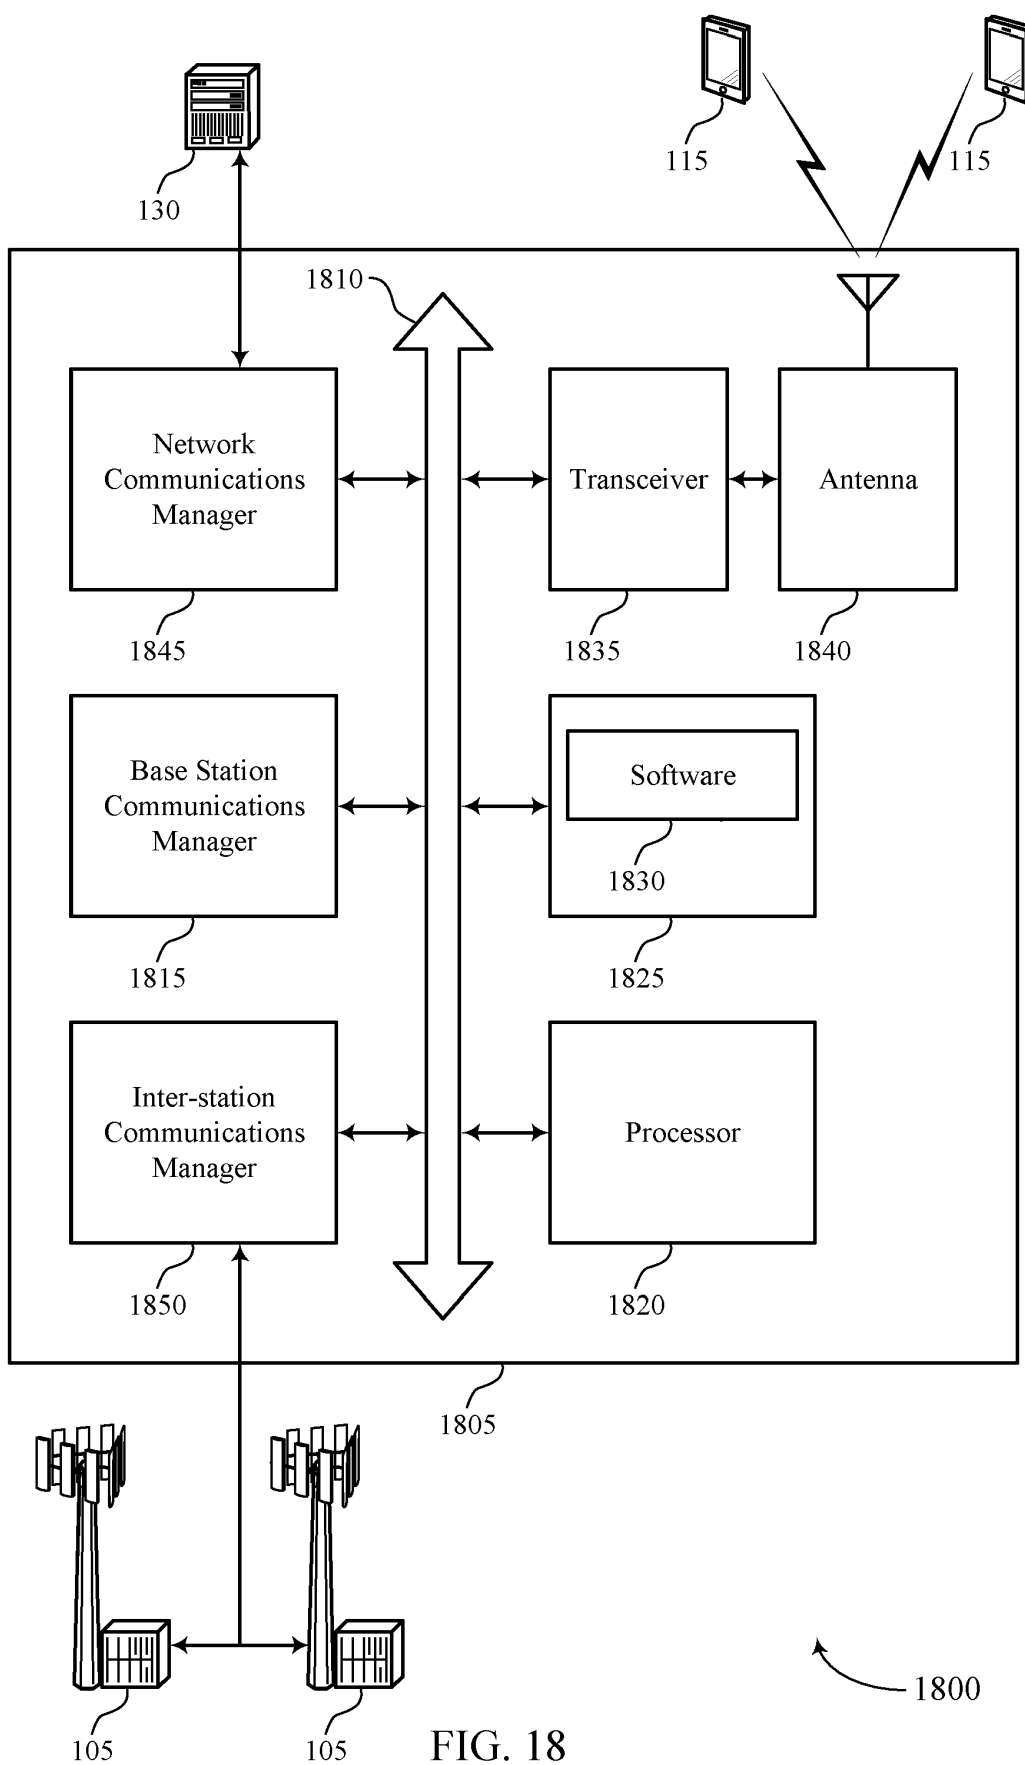 115
115
130
1810
Network
Communications
Manager
Transceiver
Antenna
1845
1835
1840
Base Station
Communications
Manager
Software
1830
1815
1825
Inter-station
Communications
Manager
Processor
1850
1820
1805
1800
105
105
FIG. 18